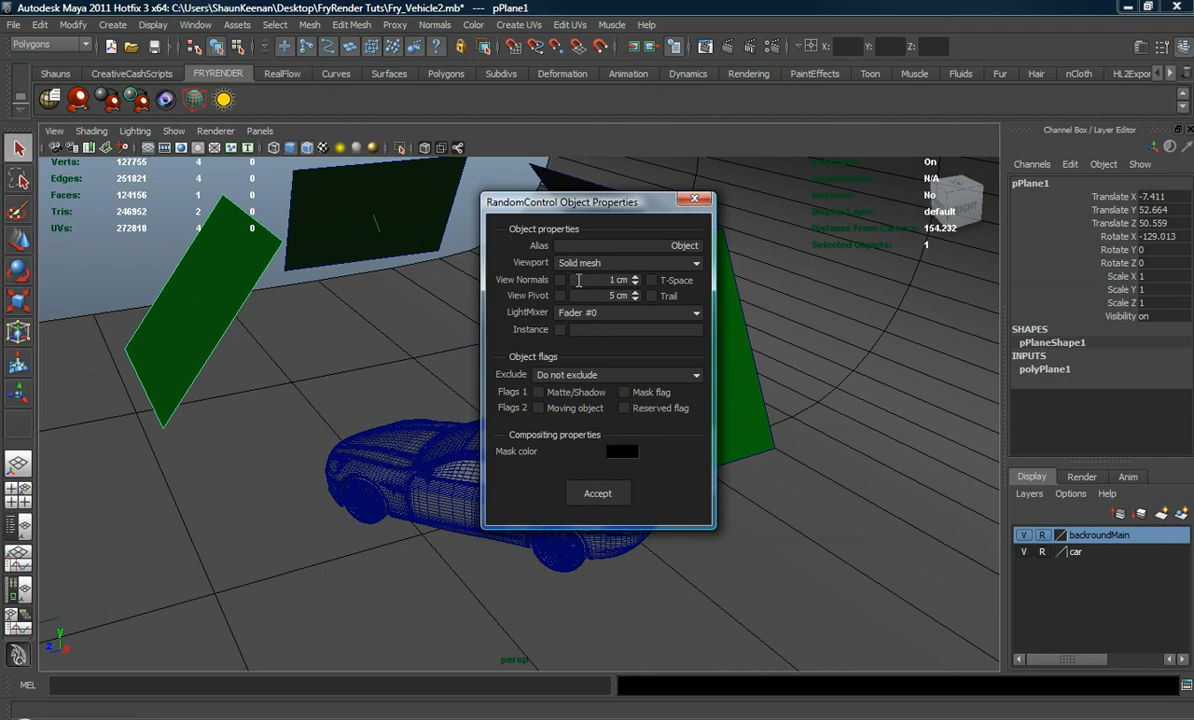 Autodesk Maya 2011 Hotfix 3 x64: C:\Users\ShaunKeenan\Desktop\FryRender Tuts\Fry_Vehicle2.mb* --- pPlane1
File Edit Modify Create Display Window Assets Select Mesh Edit Mesh Proxy Normals Color Create UVs Edit UVs Muscle Help
Polygons X: Y: Z:
Shauns CreativeCashScripts FRYRENDER RealFlow Curves Surfaces Polygons Subdivs Deformation Animation Dynamics Rendering PaintEffects Toon Muscle Fluids Fur Hair nCloth HL2Expor
View Shading Lighting Show Renderer Panels
Channel Box / Layer Editor
Channels Edit Object Show
Verts: 127755 4 0
Edges: 251821 4 0
Faces: 124156 1 0
Tris: 246952 2 0
UVs: 272818 4 0
On
N/A
No
default
Distance From Camera: 154.232
Selected Objects: 1
RIGHT
RandomControl Object Properties
Object properties
Alias Object
Viewport Solid mesh
View Normals 1 cm T-Space
View Pivot 5 cm Trail
LightMixer Fader #0
Instance
Object flags
Exclude Do not exclude
Flags 1 Matte/Shadow Mask flag
Flags 2 Moving object Reserved flag
Compositing properties
Mask color
Accept
pPlane1
Translate X -7.411
Translate Y 52.664
Translate Z 50.559
Rotate X -129.013
Rotate Y 0
Rotate Z 0
Scale X 1
Scale Y 1
Scale Z 1
Visibility on
SHAPES
pPlaneShape1
INPUTS
polyPlane1
Display Render Anim
Layers Options Help
V R backroundMain
V R car
y
z x
persp
MEL